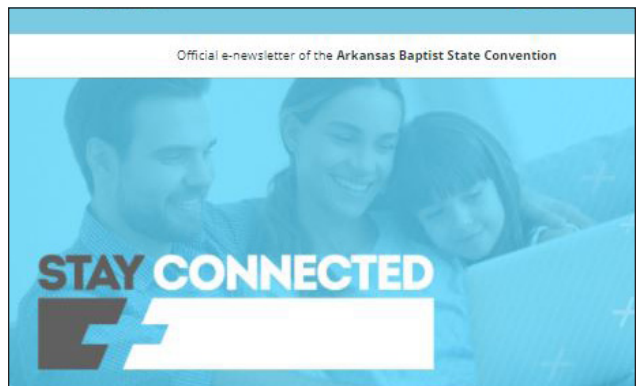 Official e-newsletter of the Arkansas Baptist State Convention
STAY CONNECTED